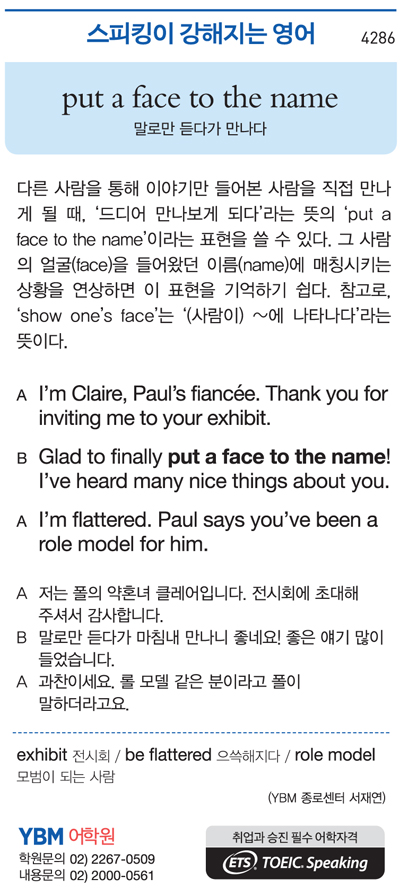 스피킹이 강해지는 영어 4286
put a face to the name
말로만 듣다가 만나다
다른 사람을 통해 이야기만 들어본 사람을 직접 만나
게 될 때, ‘드디어 만나보게 되다’라는 뜻의 ‘put a
face to the name’이라는 표현을 쓸 수 있다. 그 사람
의 얼굴(face)을 들어왔던 이름(name)에 매칭시키는
상황을 연상하면 이 표현을 기억하기 쉽다. 참고로,
‘show one’s face’는 ‘(사람이) ~에 나타나다’라는
뜻이다.
A I’m Claire, Paul’s fiancée. Thank you for
inviting me to your exhibit.
B Glad to finally put a face to the name!
I’ve heard many nice things about you.
A I’m flattered. Paul says you’ve been a
role model for him.
A 저는 폴의 약혼녀 클레어입니다. 전시회에 초대해
주셔서 감사합니다.
B 말로만 듣다가 마침내 만나니 좋네요! 좋은 얘기 많이
들었습니다.
A 과찬이세요. 롤 모델 같은 분이라고 폴이
말하더라고요.
exhibit 전시회 / be flattered 으쓱해지다 / role model
모범이 되는 사람
(YBM 종로센터 서재연)
YBM 어학원
학원문의 02) 2267-0509
내용문의 02) 2000-0561
취업과 승진 필수 어학자격
ETS TOEIC Speaking